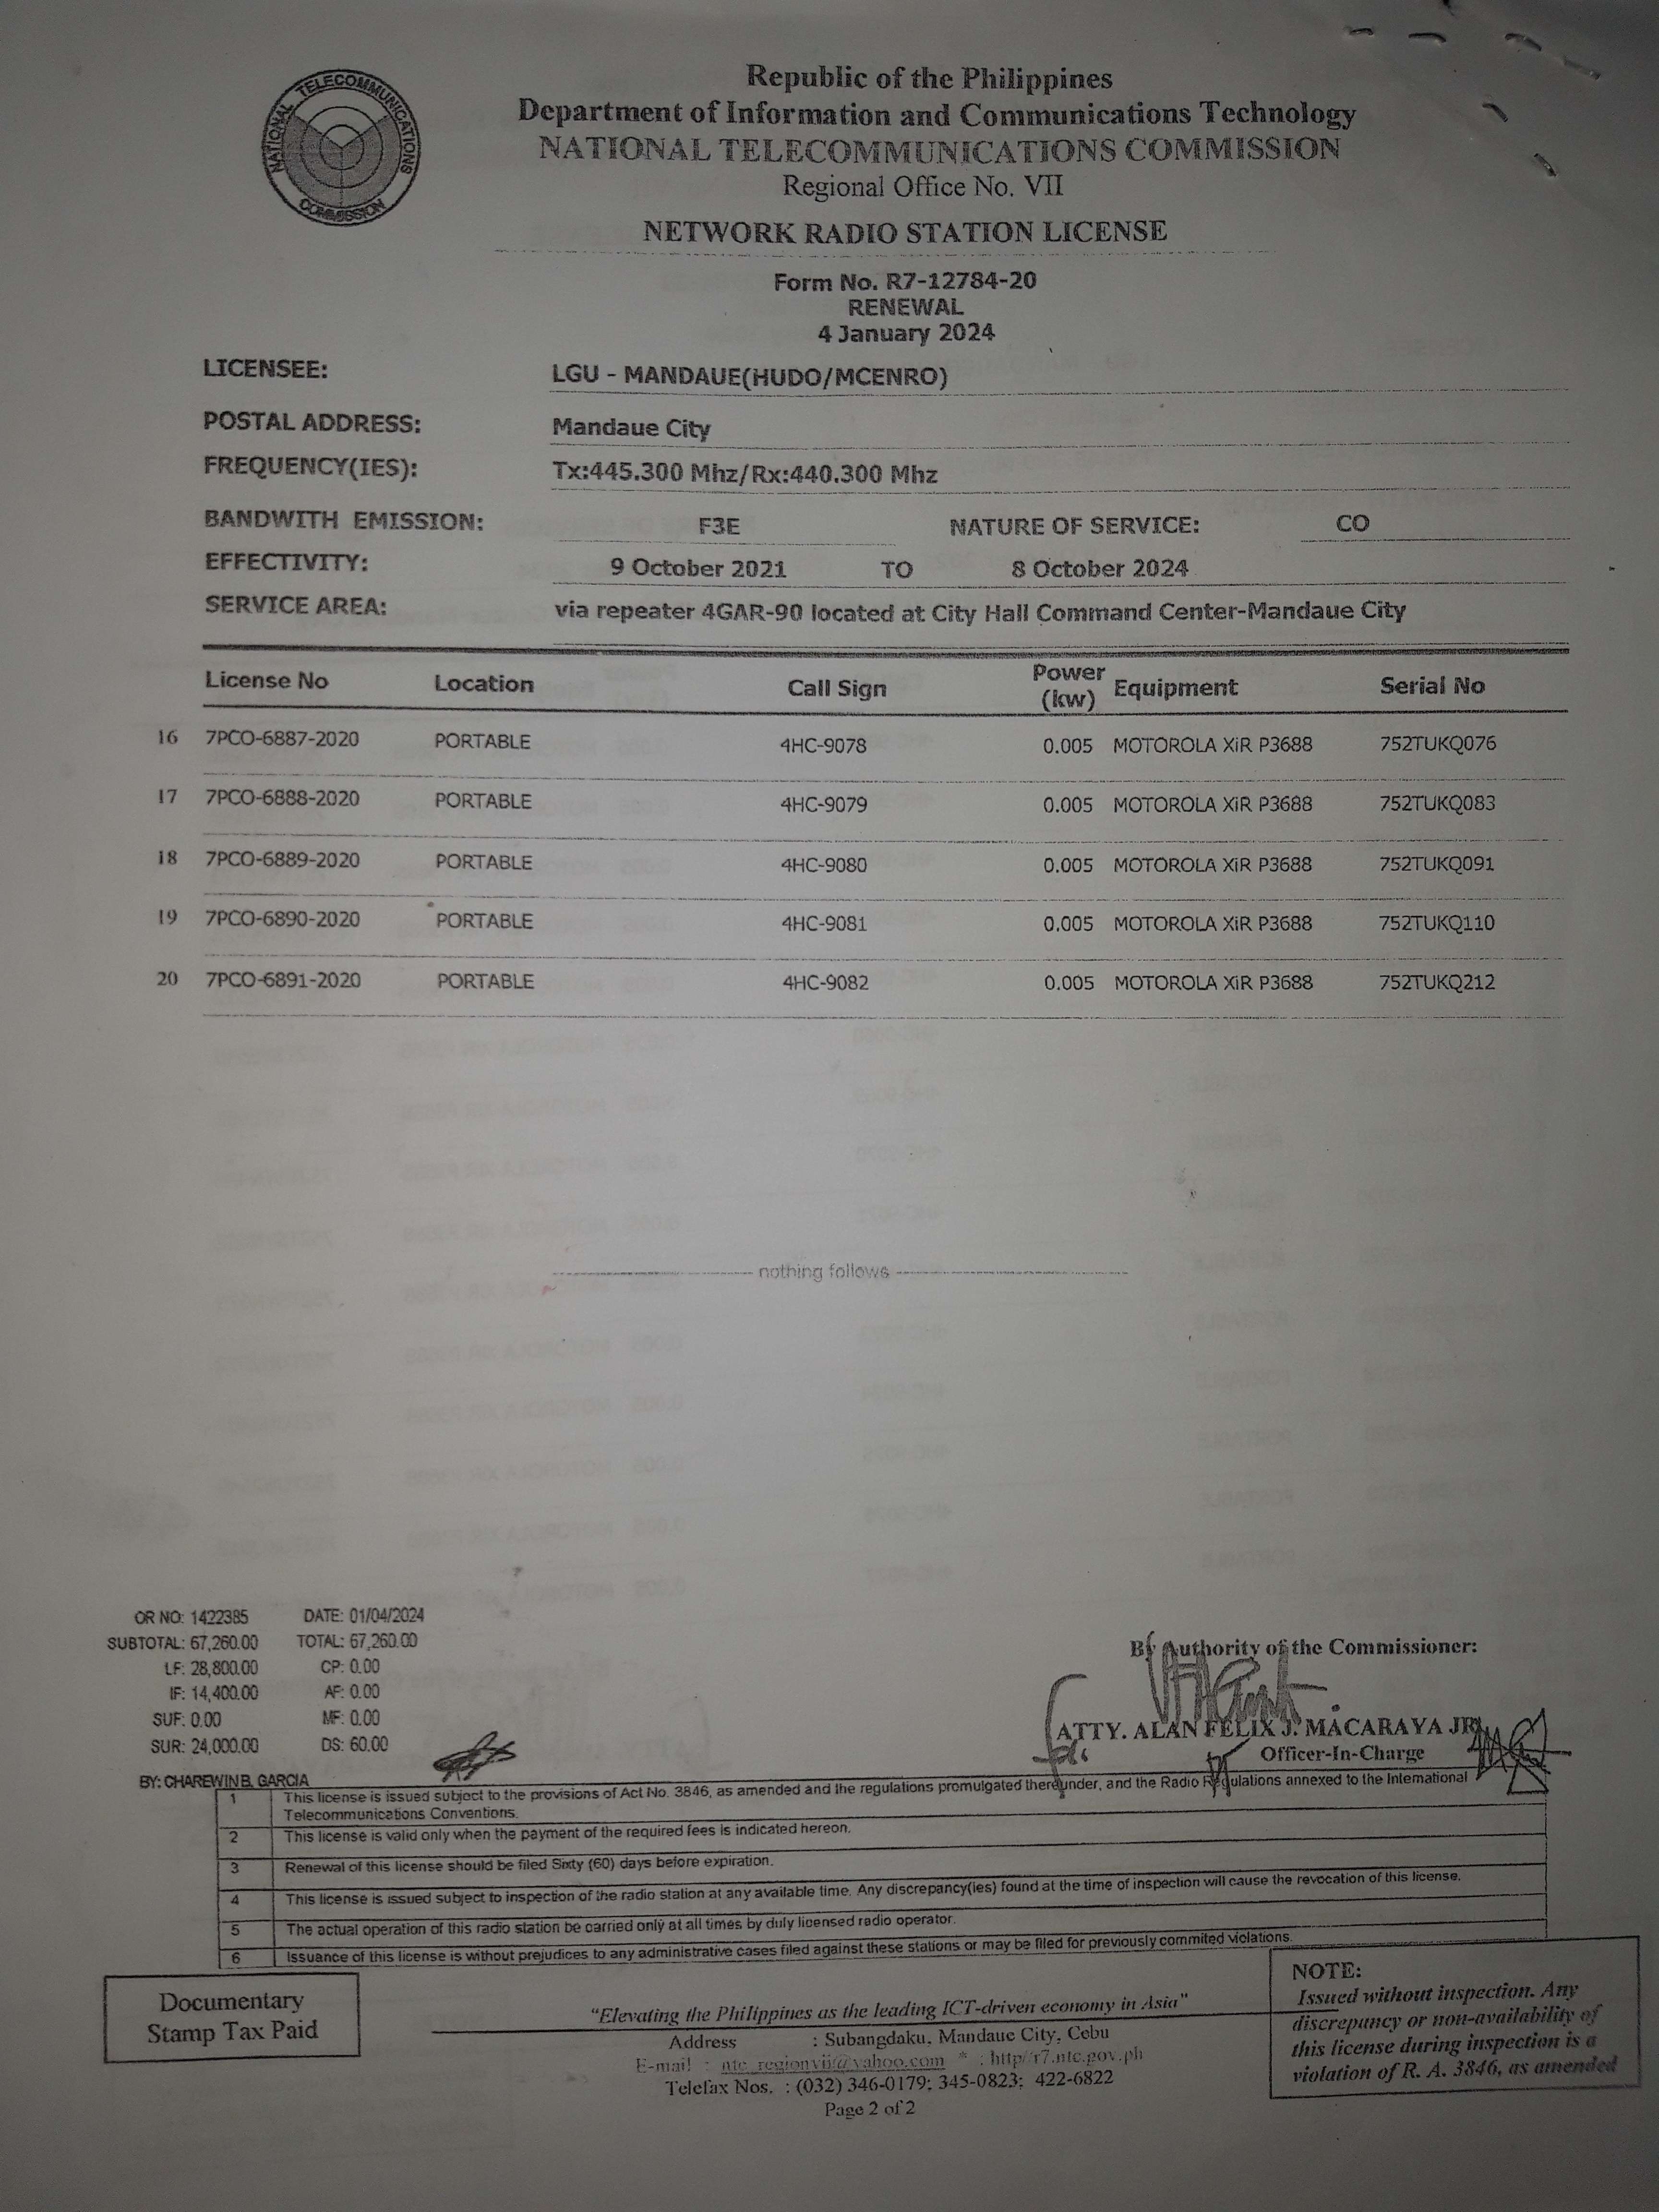 NATIONAL TELECOMMUNICATIONS
COMMISSION
Republic of the Philippines
Department of Information and Communications Technology
NATIONAL TELECOMMUNICATIONS COMMISSION
Regional Office No. VII
NETWORK RADIO STATION LICENSE
Form No. R7-12784-20
RENEWAL
4 January 2024
LICENSEE: LGU - MANDAUE(HUDO/MCENRO)
POSTAL ADDRESS: Mandaue City
FREQUENCY(IES): Tx:445.300 Mhz/Rx:440.300 Mhz
BANDWITH EMISSION: F3E NATURE OF SERVICE: CO
EFFECTIVITY: 9 October 2021 TO 8 October 2024
SERVICE AREA: via repeater 4GAR-90 located at City Hall Command Center-Mandaue City
License No Location Call Sign Power (kw) Equipment Serial No
16 7PCO-6887-2020 PORTABLE 4HC-9078 0.005 MOTOROLA XiR P3688 752TUKQ076
17 7PCO-6888-2020 PORTABLE 4HC-9079 0.005 MOTOROLA XiR P3688 752TUKQ083
18 7PCO-6889-2020 PORTABLE 4HC-9080 0.005 MOTOROLA XiR P3688 752TUKQ091
19 7PCO-6890-2020 PORTABLE 4HC-9081 0.005 MOTOROLA XiR P3688 752TUKQ110
20 7PCO-6891-2020 PORTABLE 4HC-9082 0.005 MOTOROLA XiR P3688 752TUKQ212
nothing follows
OR NO: 1422385 DATE: 01/04/2024
SUBTOTAL: 67,260.00 TOTAL: 67,260.00
LF: 28,800.00 CP: 0.00
IF: 14,400.00 AF: 0.00
SUF: 0.00 MF: 0.00
SUR: 24,000.00 DS: 60.00
BY: CHAREWIN B. GARCIA
By Authority of the Commissioner:
ATTY. ALAN FELIX J. MACARAYA JR.
Officer-In-Charge
1 This license is issued subject to the provisions of Act No. 3846, as amended and the regulations promulgated thereunder, and the Radio Regulations annexed to the International
Telecommunications Conventions.
2 This license is valid only when the payment of the required fees is indicated hereon.
3 Renewal of this license should be filed Sixty (60) days before expiration.
4 This license is issued subject to inspection of the radio station at any available time. Any discrepancy(ies) found at the time of inspection will cause the revocation of this license.
5 The actual operation of this radio station be carried only at all times by duly licensed radio operator.
6 Issuance of this license is without prejudices to any administrative cases filed against these stations or may be filed for previously commited violations.
Documentary
Stamp Tax Paid
"Elevating the Philippines as the leading ICT-driven economy in Asia"
Address : Subangdaku, Mandaue City, Cebu
E-mail : ntc_regionvii@yahoo.com * : http//r7.ntc.gov.ph
Telefax Nos. : (032) 346-0179; 345-0823; 422-6822
Page 2 of 2
NOTE:
Issued without inspection. Any
discrepancy or non-availability of
this license during inspection is a
violation of R. A. 3846, as amended